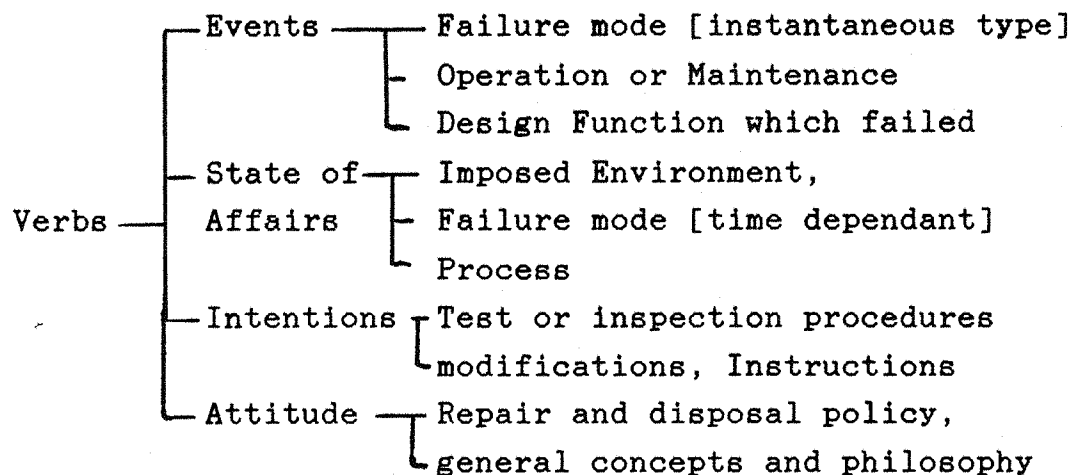 Events Failure mode [instantaneous type]
Operation or Maintenance
Design Function which failed
State of Imposed Environment,
Verbs Affairs Failure mode [time dependant]
Process
Intentions Test or inspection procedures
modifications, Instructions
Attitude Repair and disposal policy,
general concepts and philosophy